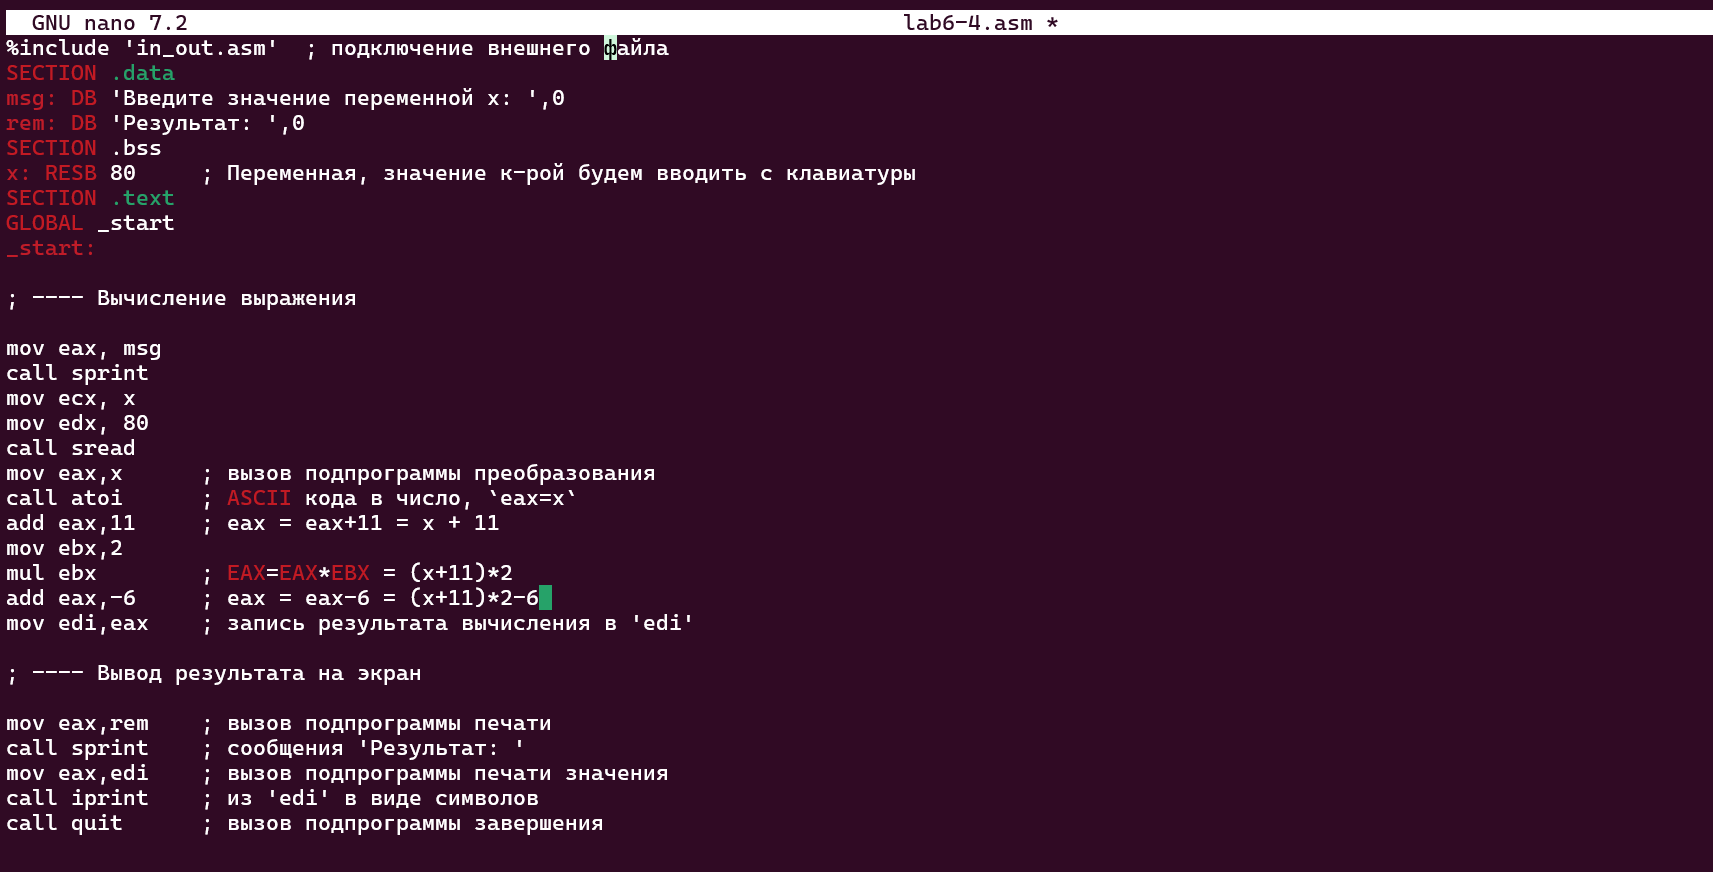 GNU nano 7.2 lab6-4.asm *
%include 'in_out.asm'  ; подключение внешнего файла
SECTION .data
msg: DB 'Введите значение переменной x: ',0
rem: DB 'Результат: ',0
SECTION .bss
x: RESB 80     ; Переменная, значение к-рой будем вводить с клавиатуры
SECTION .text
GLOBAL _start
_start:
; ---- Вычисление выражения
mov eax, msg
call sprint
mov ecx, x
mov edx, 80
call sread
mov eax,x      ; вызов подпрограммы преобразования
call atoi      ; ASCII кода в число, `eax=x`
add eax,11     ; eax = eax+11 = x + 11
mov ebx,2
mul ebx        ; EAX=EAX*EBX = (x+11)*2
add eax,-6     ; eax = eax-6 = (x+11)*2-6
mov edi,eax    ; запись результата вычисления в 'edi'
; ---- Вывод результата на экран
mov eax,rem    ; вызов подпрограммы печати
call sprint    ; сообщения 'Результат: '
mov eax,edi    ; вызов подпрограммы печати значения
call iprint    ; из 'edi' в виде символов
call quit      ; вызов подпрограммы завершения